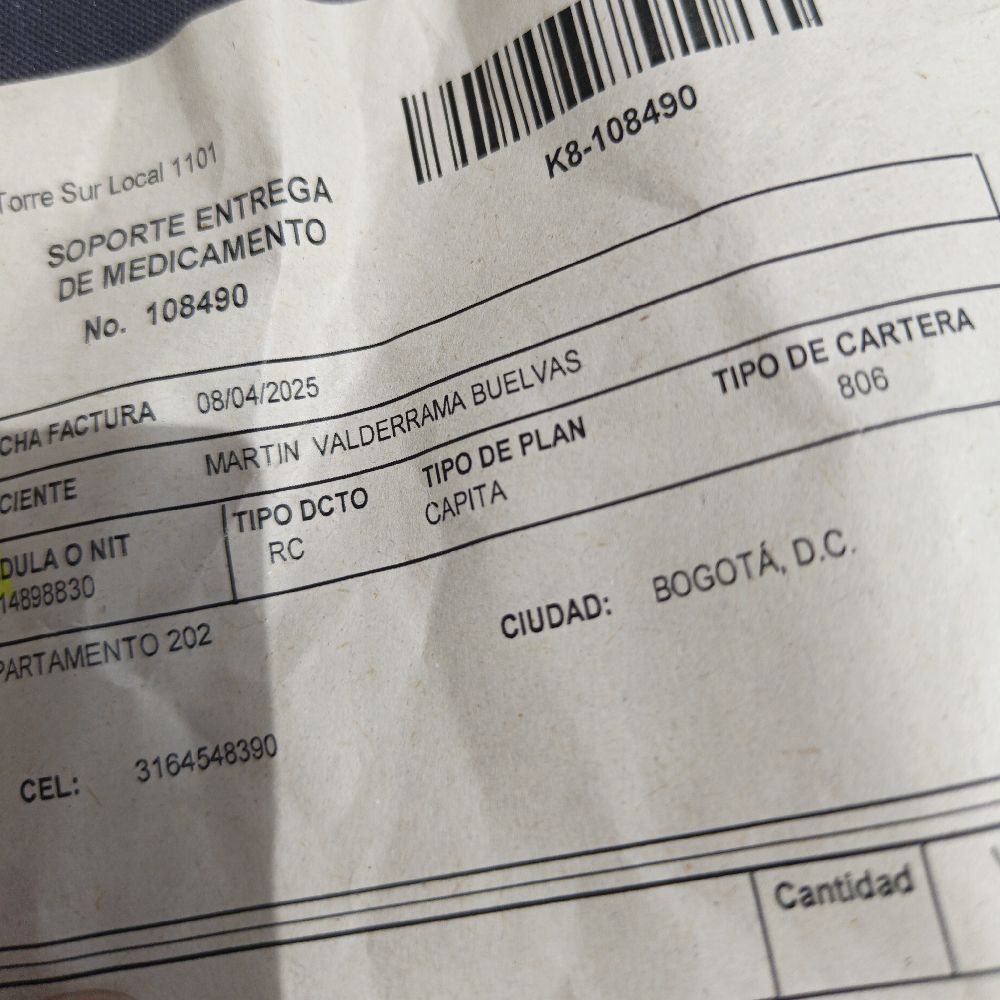 K8-108490
Torre Sur Local 1101
SOPORTE ENTREGA
DE MEDICAMENTO
No. 108490
CHA FACTURA 08/04/2025
CIENTE MARTIN VALDERRAMA BUELVAS
DULA O NIT TIPO DCTO TIPO DE PLAN TIPO DE CARTERA
14898830 RC CAPITA 806
PARTAMENTO 202 CIUDAD: BOGOTÁ, D.C.
CEL: 3164548390
Cantidad